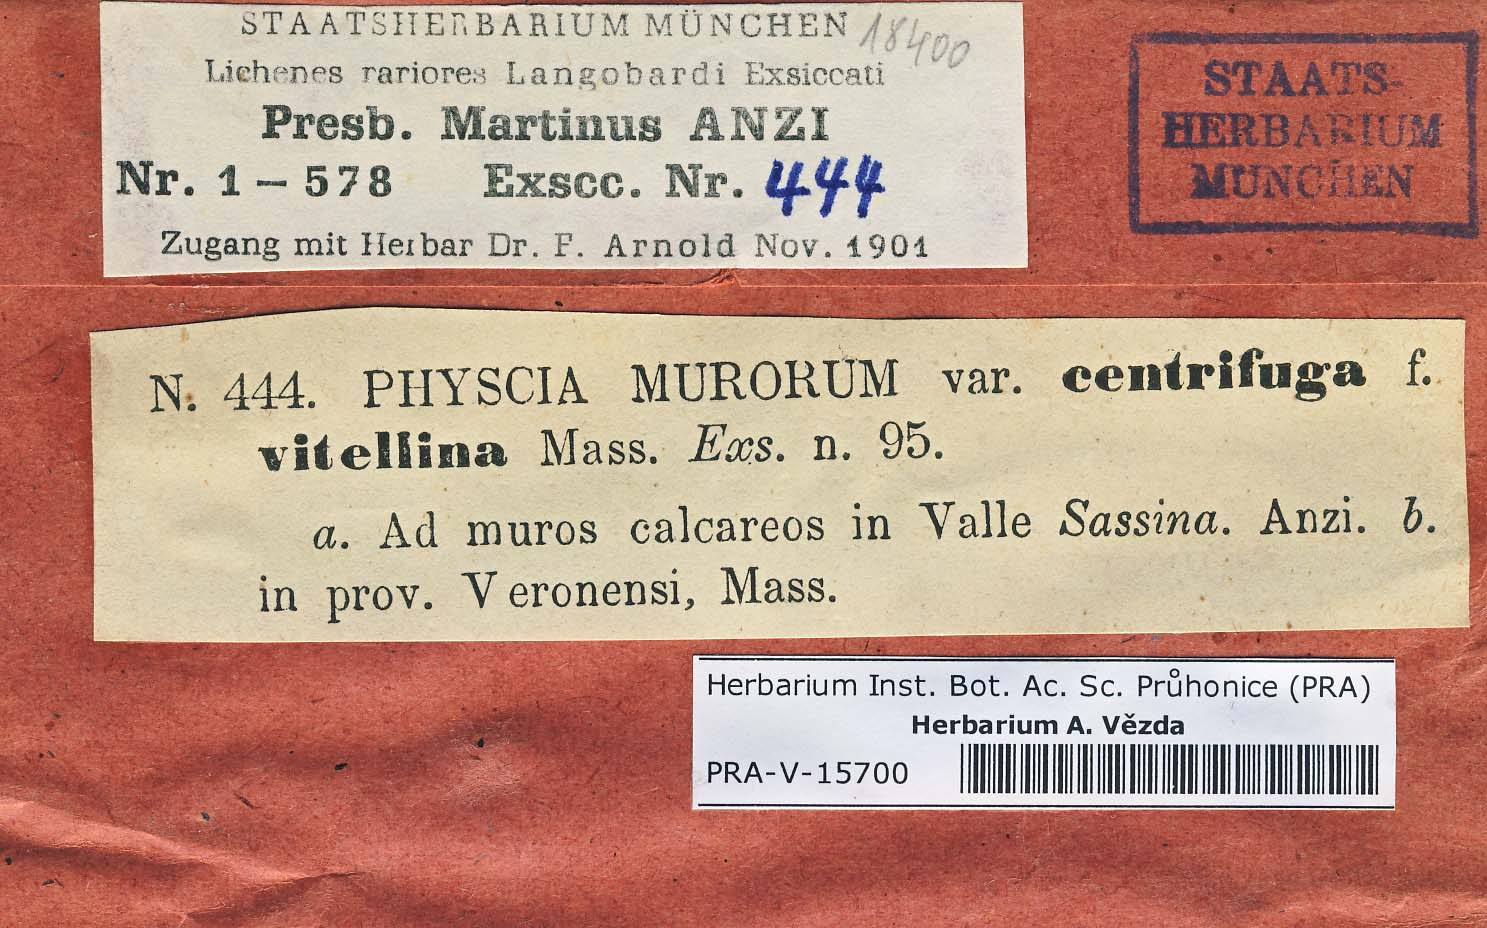 STAATSHERBARIUM MÜNCHEN 18400
Lichenes rariores Langobardi Exsiccati
Presb. Martinus ANZI
Nr. 1 – 578 Exscc. Nr. 444
Zugang mit Herbar Dr. F. Arnold Nov. 1901
STAATS-
HERBARIUM
MÜNCHEN
N. 444. PHYSCIA MURORUM var. centrifuga f.
vitellina Mass. Exs. n. 95.
a. Ad muros calcareos in Valle Sassina. Anzi. b.
in prov. Veronensi, Mass.
Herbarium Inst. Bot. Ac. Sc. Průhonice (PRA)
Herbarium A. Vězda
PRA-V-15700